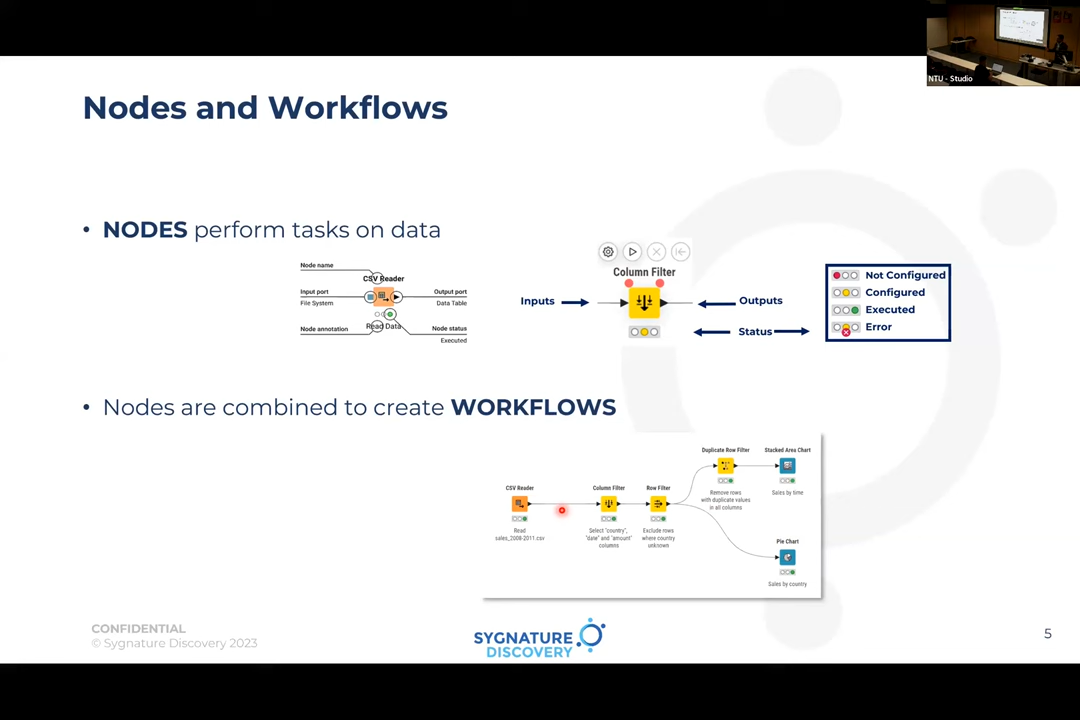 NTU - Studio
Nodes and Workflows
• NODES perform tasks on data
Node name
CSV Reader
Input port
File System
Output port
Data Table
Node annotation
Read Data
Node status
Executed
Column Filter
Inputs
Outputs
Status
Not Configured
Configured
Executed
Error
• Nodes are combined to create WORKFLOWS
CSV Reader
Read
sales_2008-2011.csv
Column Filter
Select "country",
"date" and "amount"
columns
Row Filter
Exclude rows
where country
unknown
Duplicate Row Filter
Remove rows
with duplicate values
in all columns
Stacked Area Chart
Sales by time
Pie Chart
Sales by country
CONFIDENTIAL
© Sygnature Discovery 2023
SYGNATURE
DISCOVERY
5